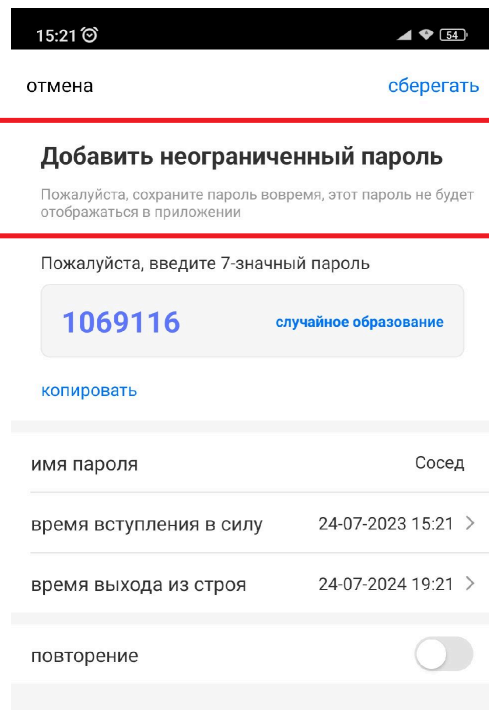 15:21 54
отмена сберегать
Добавить неограниченный пароль
Пожалуйста, сохраните пароль вовремя, этот пароль не будет
отображаться в приложении
Пожалуйста, введите 7-значный пароль
1069116 случайное образование
копировать
имя пароля Сосед
время вступления в силу 24-07-2023 15:21
время выхода из строя 24-07-2024 19:21
повторение